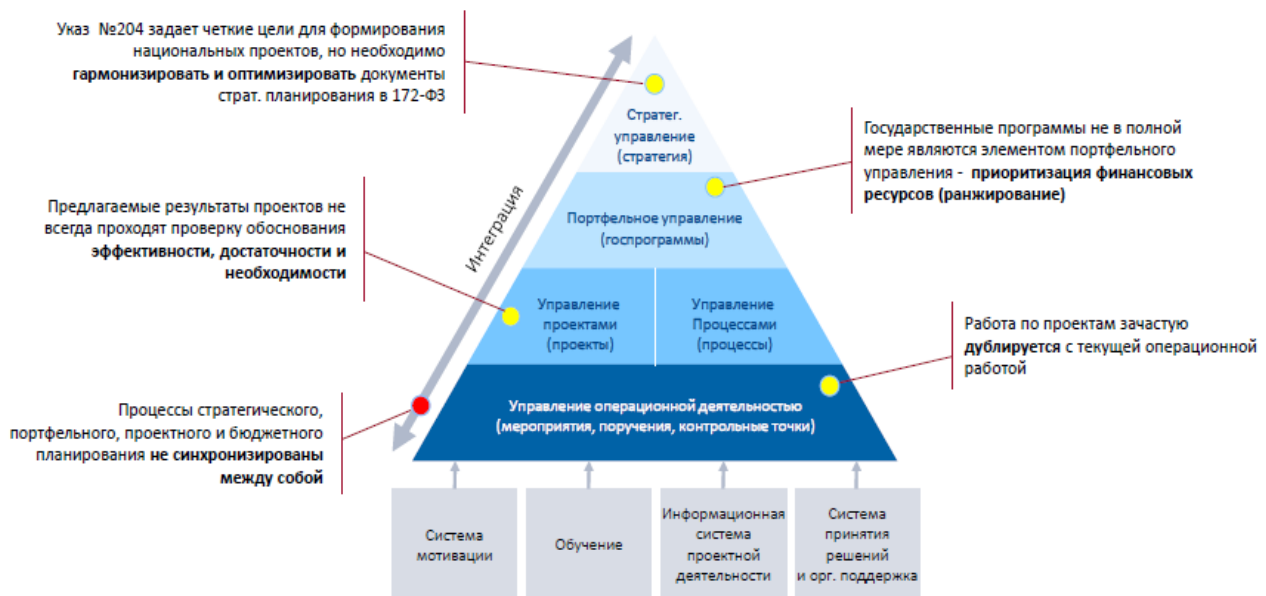 Указ №204 задает четкие цели для формирования
национальных проектов, но необходимо
гармонизировать и оптимизировать документы
страт. планирования в 172-ФЗ
Стратег.
управление
(стратегия)
Государственные программы не в полной
мере являются элементом портфельного
управления - приоритизация финансовых
ресурсов (ранжирование)
Интеграция
Предлагаемые результаты проектов не
всегда проходят проверку обоснования
эффективности, достаточности и
необходимости
Портфельное управление
(госпрограммы)
Управление
проектами
(проекты)
Управление
Процессами
(процессы)
Работа по проектам зачастую
дублируется с текущей операционной
работой
Процессы стратегического,
портфельного, проектного и бюджетного
планирования не синхронизированы
между собой
Управление операционной деятельностью
(мероприятия, поручения, контрольные точки)
Система
мотивации
Обучение
Информационная
система
проектной
деятельности
Система
принятия
решений
и орг. поддержка